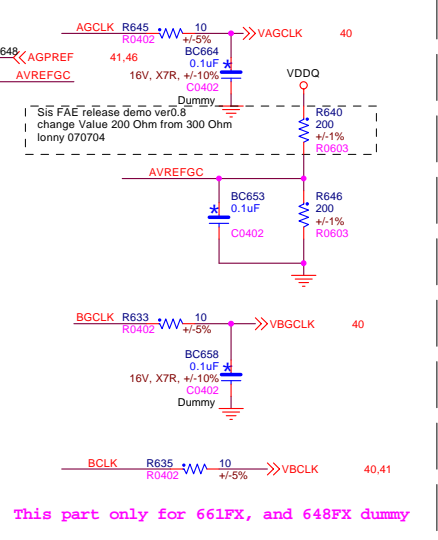 AGCLK R645 10 VAGCLK 40
R0402 +/-5%
648 AGPREF 41,46
BC664
0.1uF
16V, X7R, +/-10%
C0402
Dummy
AVREFGC
VDDQ
Sis FAE release demo ver0.8
change Value 200 Ohm from 300 Ohm
lonny 070704
R640
200
+/-1%
R0603
AVREFGC
BC653
0.1uF
C0402
R646
200
+/-1%
R0603
BGCLK R633 10 VBGCLK 40
R0402 +/-5%
BC658
0.1uF
16V, X7R, +/-10%
C0402
Dummy
BCLK R635 10 VBCLK 40,41
R0402 +/-5%
This part only for 661FX, and 648FX dummy